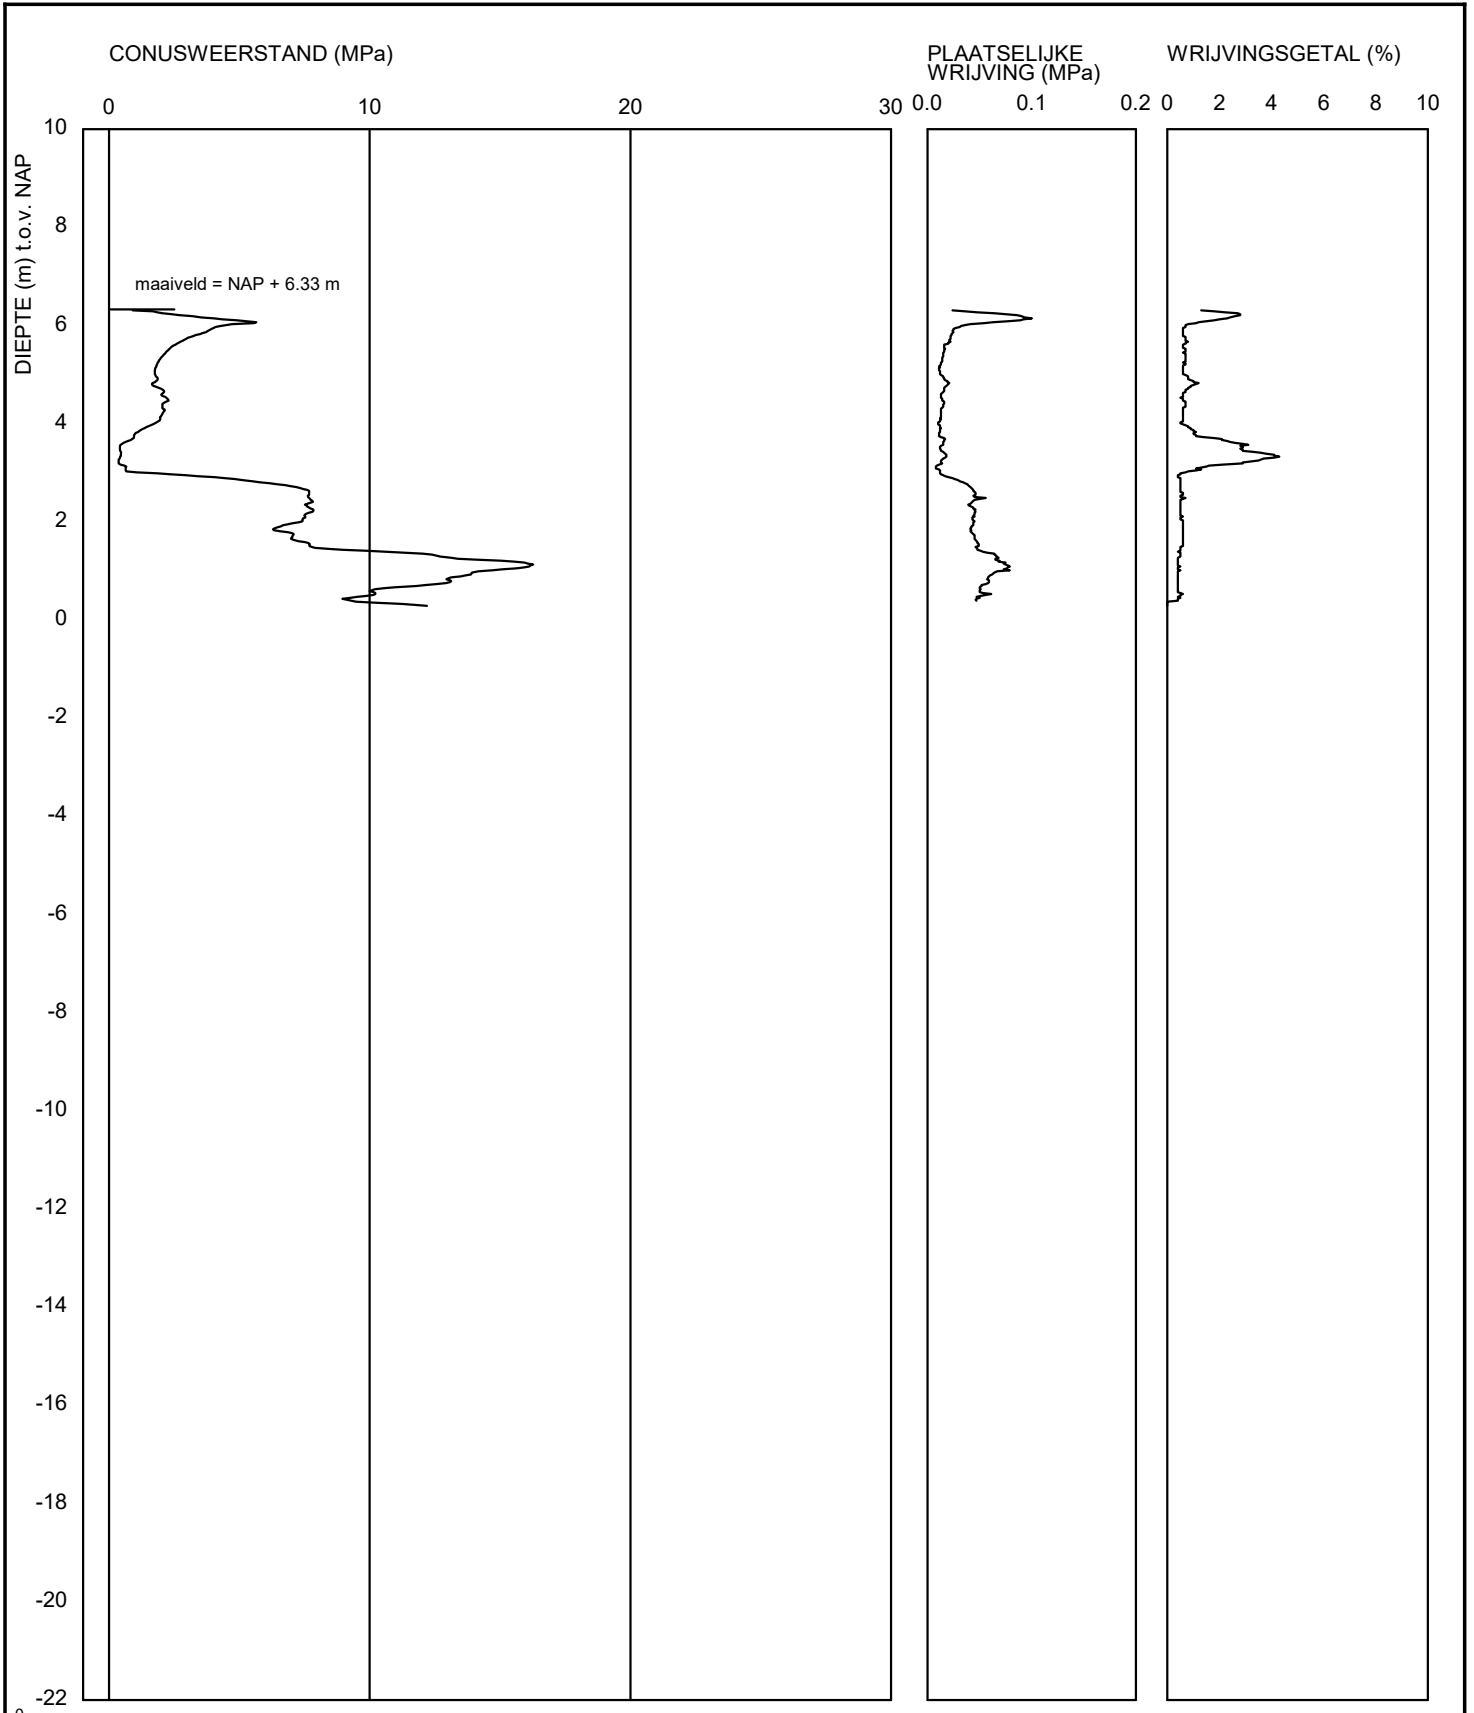 CONUSWEERSTAND (MPa)
PLAATSELIJKE
WRIJVING (MPa)
WRIJVINGSGETAL (%)
0 10 20 30
0.0 0.1 0.2
0 2 4 6 8 10
DIEPTE (m) t.o.v. NAP
10
8
maaiveld = NAP + 6.33 m
6
4
2
0
-2
-4
-6
-8
-10
-12
-14
-16
-18
-20
-22